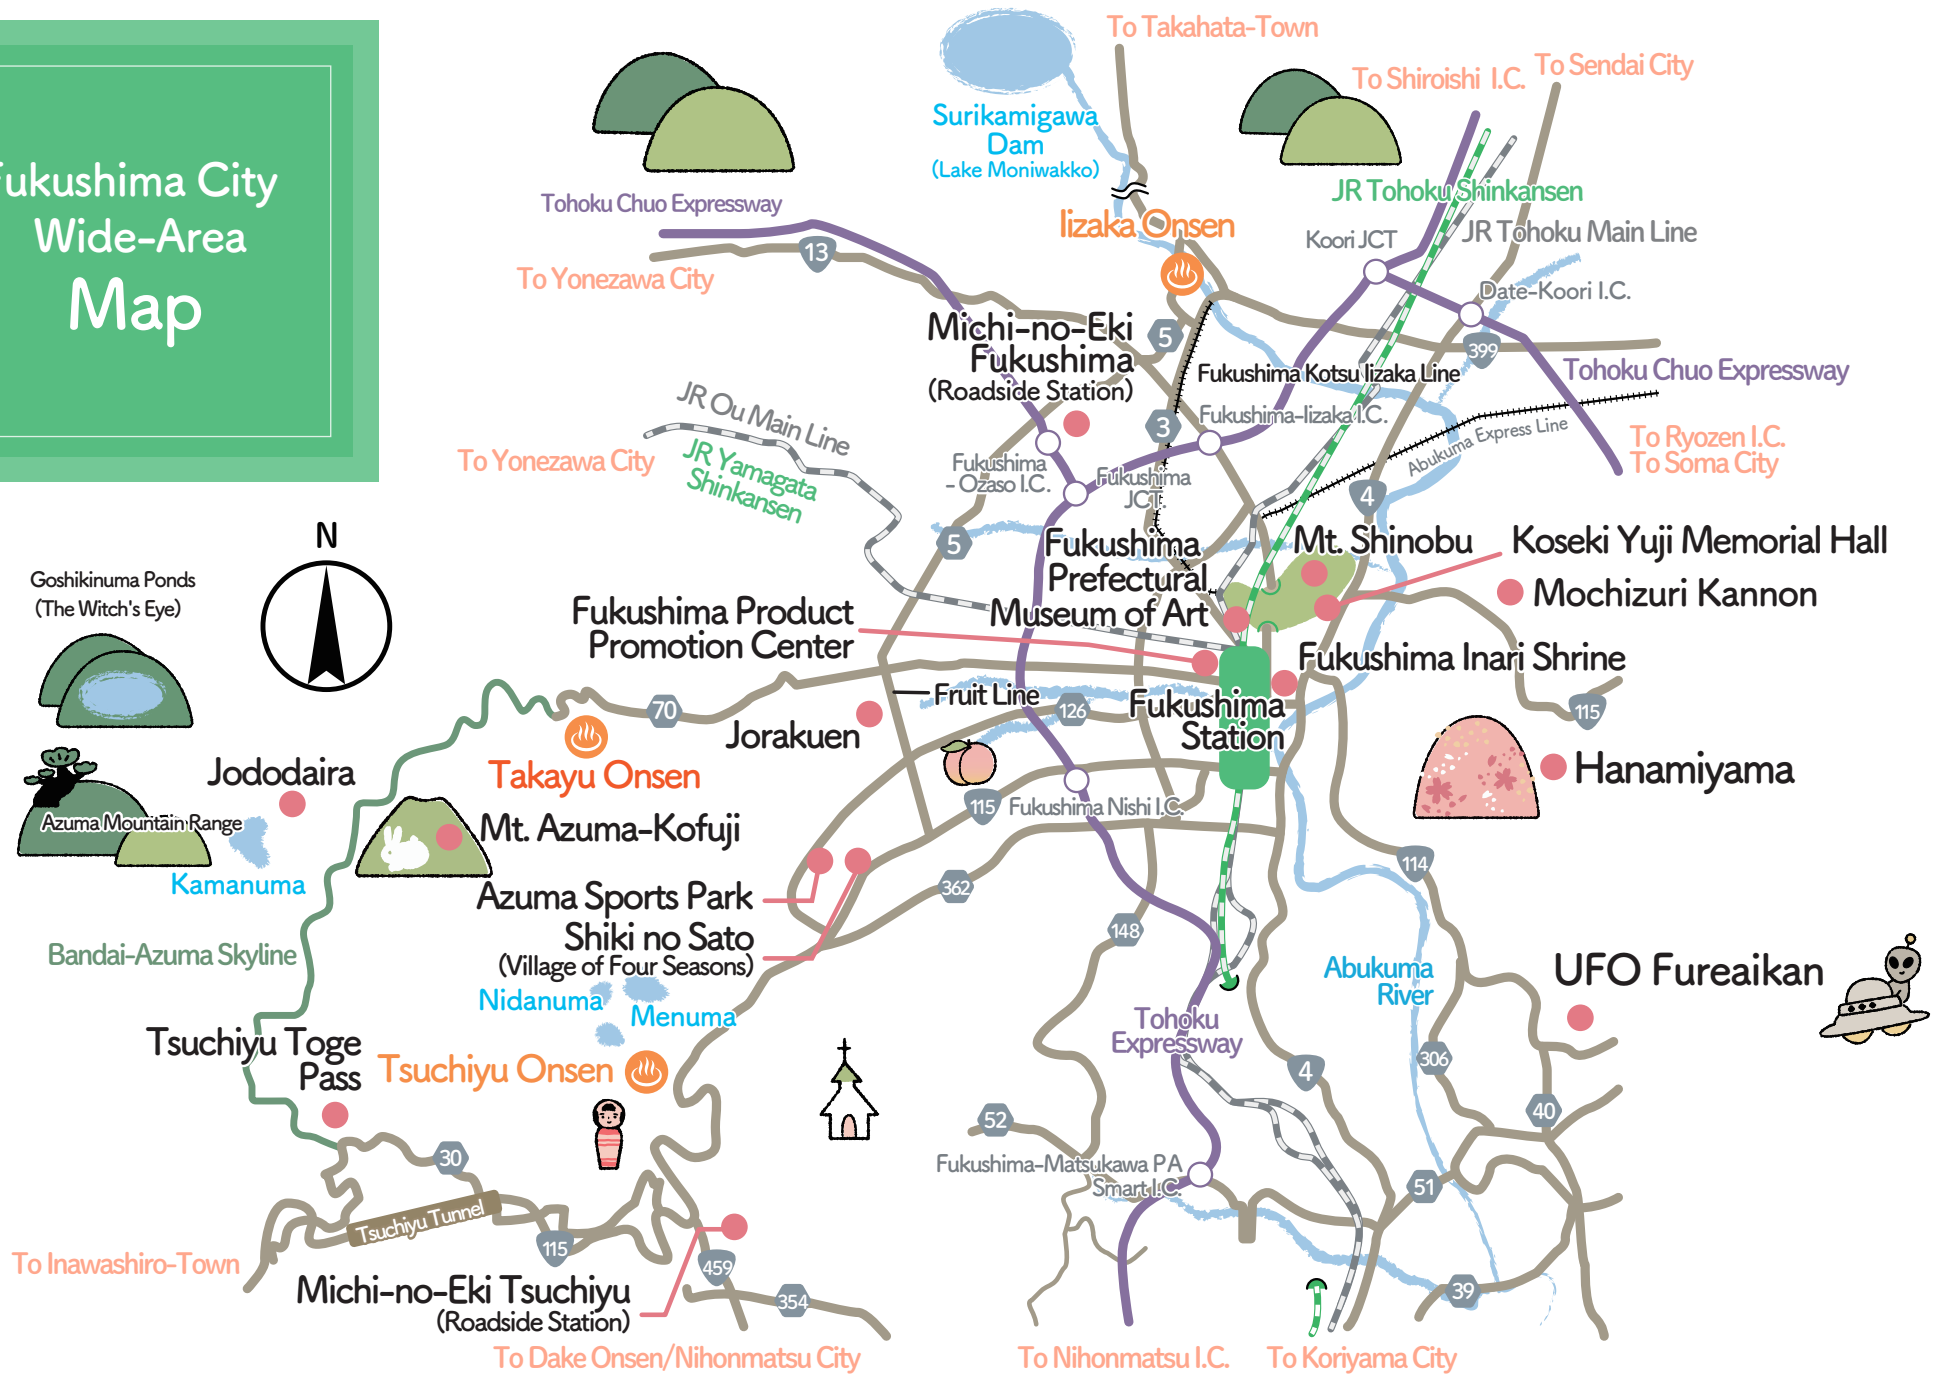 Fukushima City
Wide-Area
Map
To Takahata-Town
To Shiroishi I.C.
To Sendai City
Surikamigawa
Dam
(Lake Moniwakko)
JR Tohoku Shinkansen
Tohoku Chuo Expressway
Iizaka Onsen
Koori JCT
JR Tohoku Main Line
13
To Yonezawa City
Date-Koori I.C.
Michi-no-Eki
Fukushima
(Roadside Station)
5
399
Fukushima Kotsu Iizaka Line
Tohoku Chuo Expressway
JR Ou Main Line
3
Fukushima-Iizaka I.C.
Abukuma Express Line
To Ryozen I.C.
To Soma City
To Yonezawa City
JR Yamagata
Shinkansen
Fukushima
-Ozaso I.C.
Fukushima
JCT.
4
N
5
Fukushima
Prefectural
Museum of Art
Mt. Shinobu
Koseki Yuji Memorial Hall
Mochizuri Kannon
Goshikinuma Ponds
(The Witch's Eye)
Fukushima Product
Promotion Center
Fukushima Inari Shrine
Fruit Line
70
126
Fukushima
Station
115
Jorakuen
Takayu Onsen
Jododaira
Hanamiyama
Azuma Mountain Range
Mt. Azuma-Kofuji
115
Fukushima Nishi I.C.
Kamanuma
114
Azuma Sports Park
362
Shiki no Sato
(Village of Four Seasons)
148
Bandai-Azuma Skyline
Abukuma
River
UFO Fureaikan
Nidanuma
Menuma
Tohoku
Expressway
Tsuchiyu Toge
Pass
Tsuchiyu Onsen
4
306
52
40
30
Fukushima-Matsukawa PA
Smart I.C.
51
Tsuchiyu Tunnel
115
To Inawashiro-Town
459
Michi-no-Eki Tsuchiyu
(Roadside Station)
354
39
To Dake Onsen/Nihonmatsu City
To Nihonmatsu I.C.
To Koriyama City